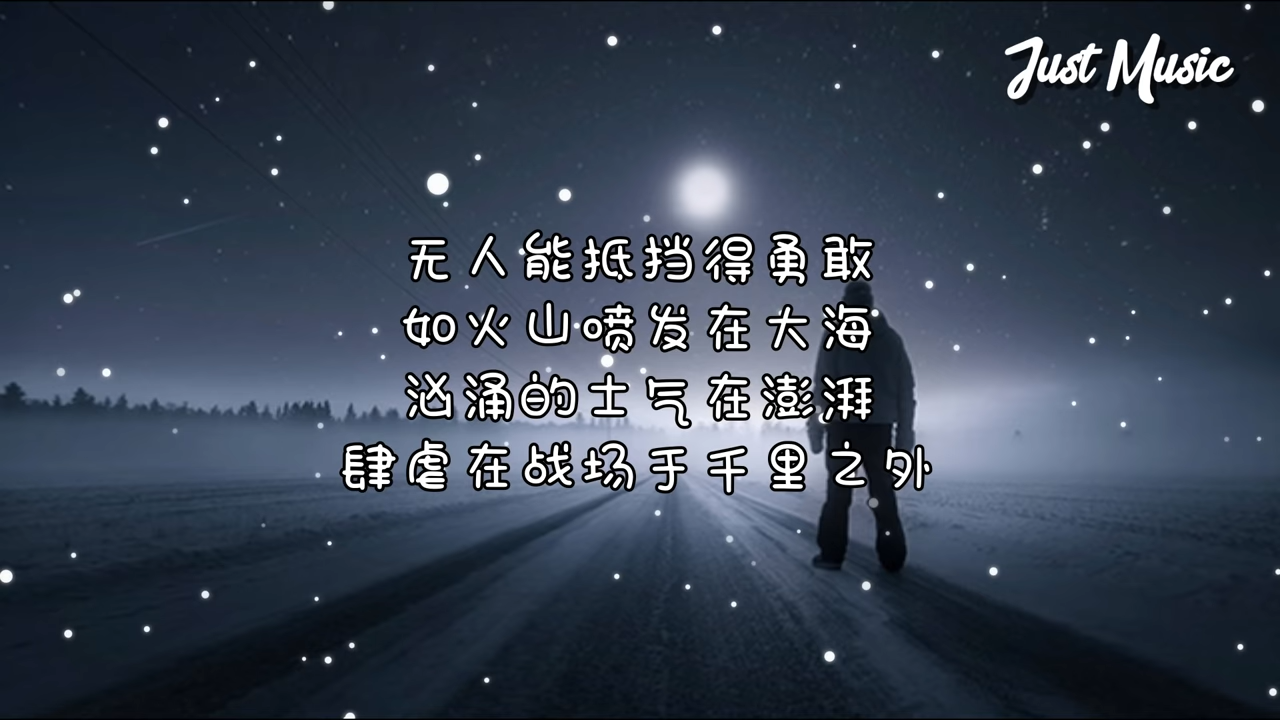 Just Music
无人能抵挡得勇敢
如火山喷发在大海
汹涌的士气在澎湃
肆虐在战场于千里之外